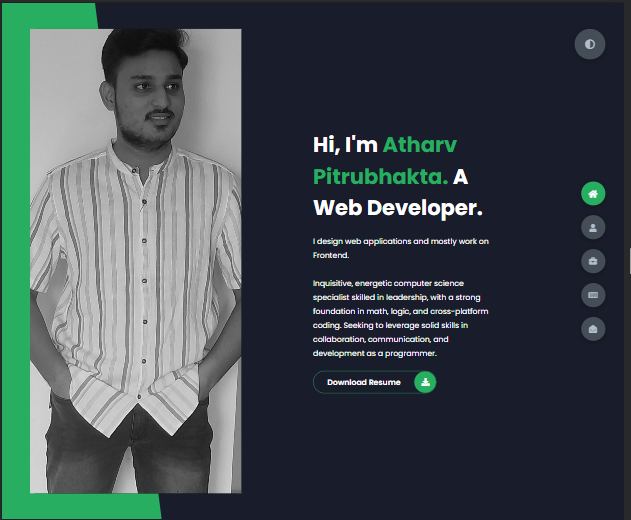 Hi, I'm Atharv
Pitrubhakta. A
Web Developer.
I design web applications and mostly work on
Frontend.
Inquisitive, energetic computer science
specialist skilled in leadership, with a strong
foundation in math, logic, and cross-platform
coding. Seeking to leverage solid skills in
collaboration, communication, and
development as a programmer.
Download Resume